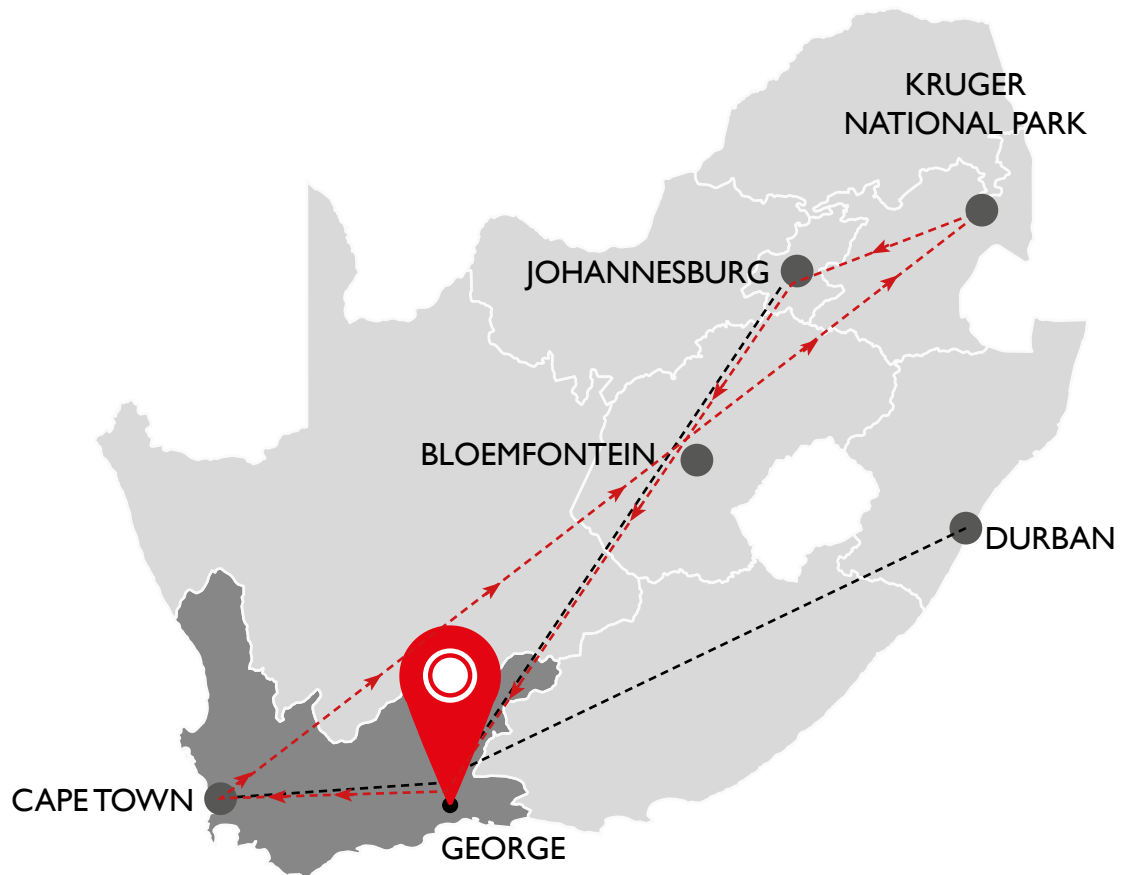 KRUGER
NATIONAL PARK
JOHANNESBURG
BLOEMFONTEIN
DURBAN
CAPE TOWN
GEORGE